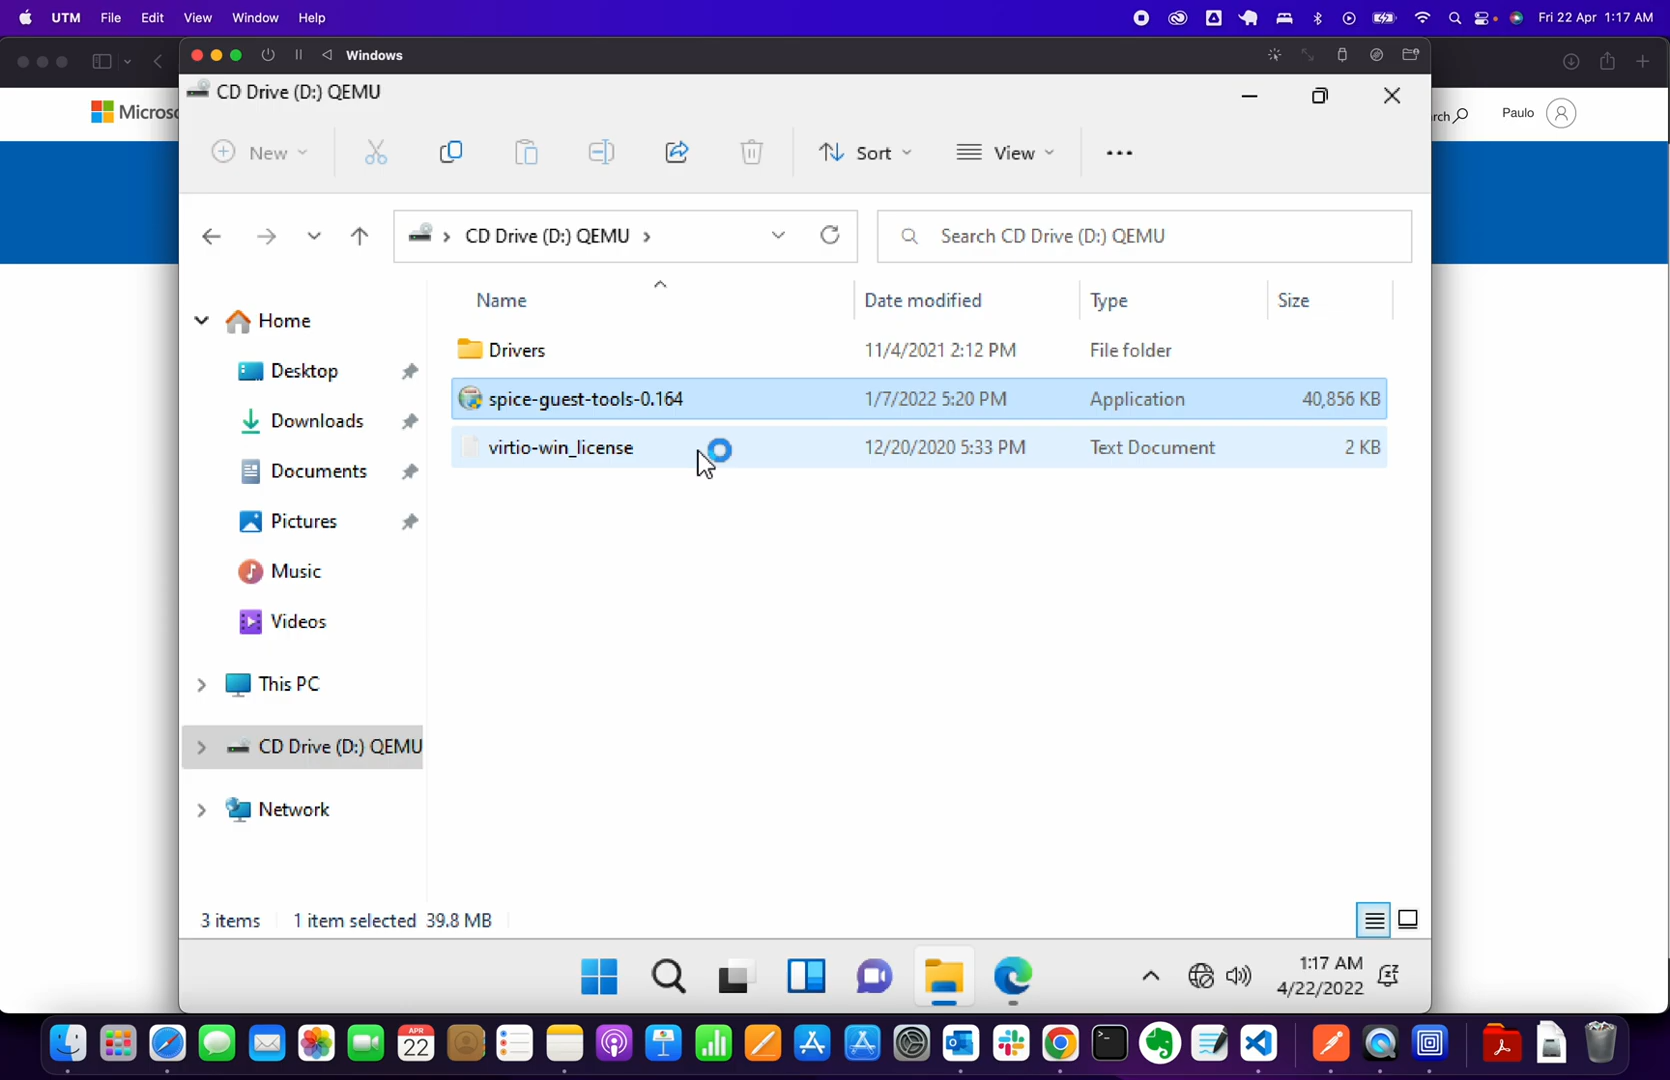 UTM File Edit View Window Help Fri 22 Apr 1:17 AM
Windows
CD Drive (D:) QEMU
Paulo
New Sort View
CD Drive (D:) QEMU Search CD Drive (D:) QEMU
Name Date modified Type Size
Home
Drivers 11/4/2021 2:12 PM File folder
Desktop
spice-guest-tools-0.164 1/7/2022 5:20 PM Application 40,856 KB
Downloads
virtio-win_license 12/20/2020 5:33 PM Text Document 2 KB
Documents
Pictures
Music
Videos
This PC
CD Drive (D:) QEMU
Network
3 items 1 item selected 39.8 MB
1:17 AM
4/22/2022
APR
22